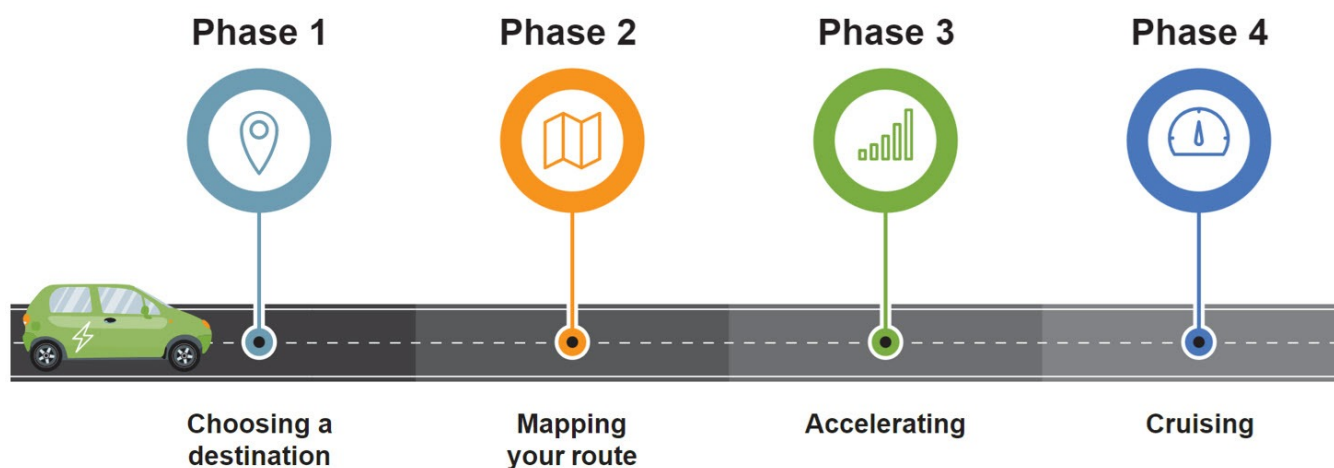 Phase 1
Phase 2
Phase 3
Phase 4
Choosing a
destination
Mapping
your route
Accelerating
Cruising